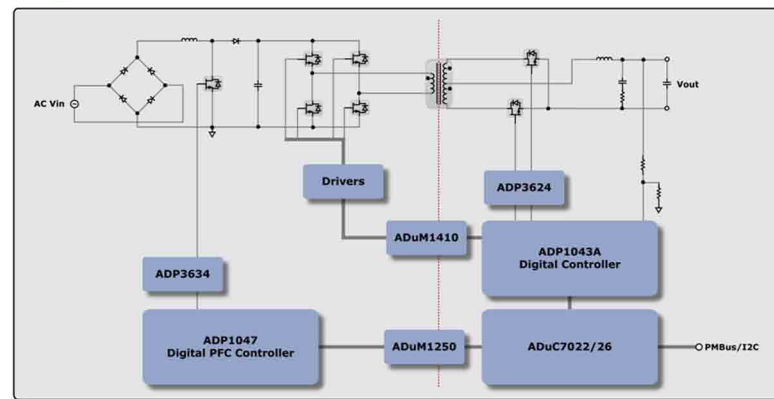 AC Vin
Vout
Drivers
ADP3624
ADuM1410
ADP1043A
Digital Controller
ADP3634
ADP1047
Digital PFC Controller
ADuM1250
ADuC7022/26
PMBus/I2C